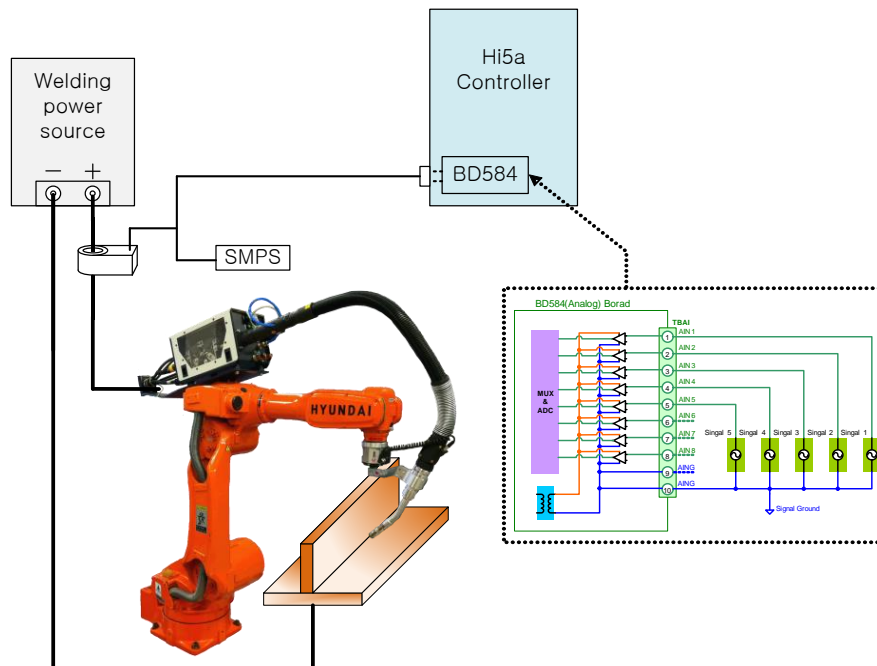 Welding
power
source
− +
Hi5a
Controller
BD584
SMPS
HYUNDAI
BD584(Analog) Borad
TBAI
MUX
&
ADC
1 AIN 1
2 AIN 2
3 AIN 3
4 AIN 4
5 AIN 5
6 AIN 6
7 AIN 7
8 AIN 8
9 AING
10 AING
Singal 5 Singal 4 Singal 3 Singal 2 Singal 1
Signal Ground